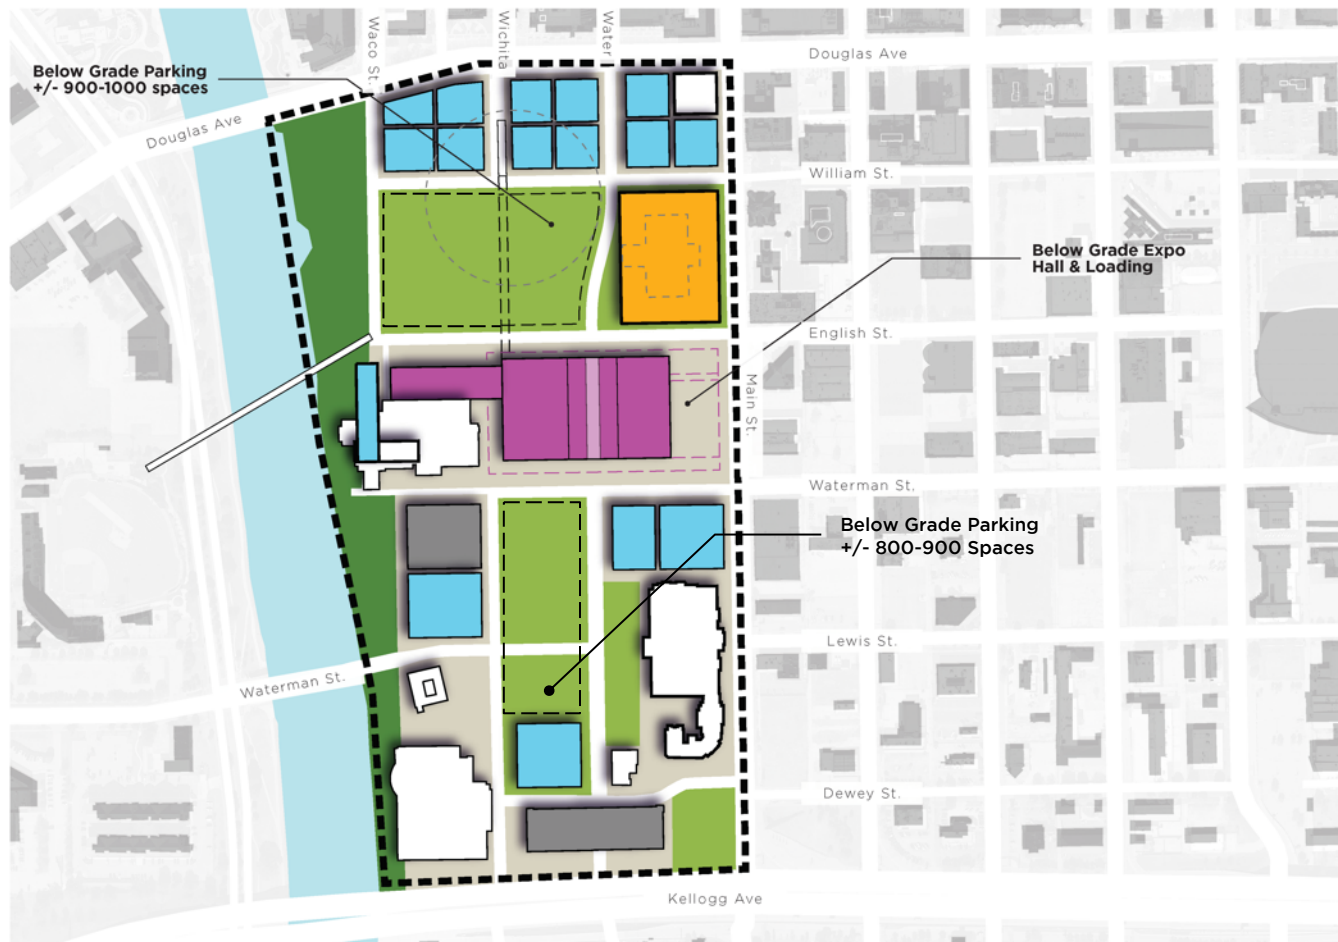 Waco St.
Wichita
Water
Douglas Ave
Below Grade Parking
+/- 900-1000 spaces
Douglas Ave
William St.
Below Grade Expo
Hall & Loading
English St.
Main St.
Waterman St.
Below Grade Parking
+/- 800-900 Spaces
Lewis St.
Waterman St.
Dewey St.
Kellogg Ave